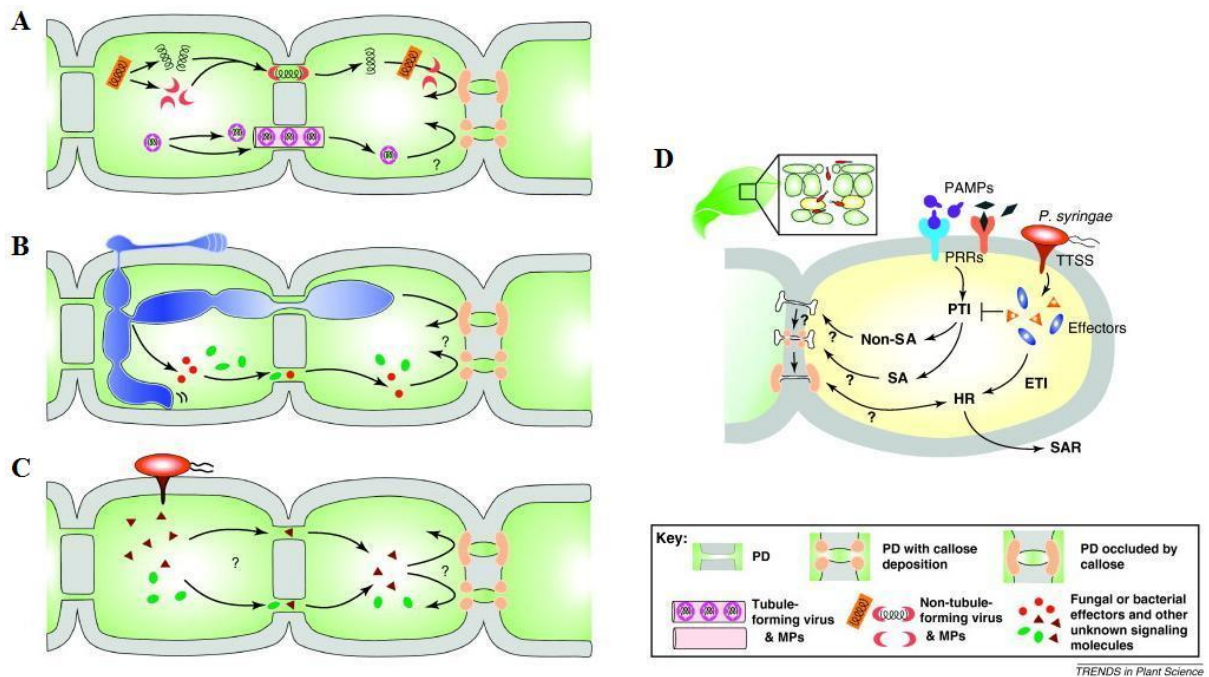 A
?
B
?
C
?
?
D
PAMPs
P. syringae
PRRs
TTSS
PTI
Effectors
?
?
Non-SA
?
SA
ETI
HR
?
SAR
Key:
PD
PD with callose
deposition
PD occluded by
callose
Tubule-
forming virus
& MPs
Non-tubule-
forming virus
& MPs
Fungal or bacterial
effectors and other
unknown signaling
molecules
TRENDS in Plant Science